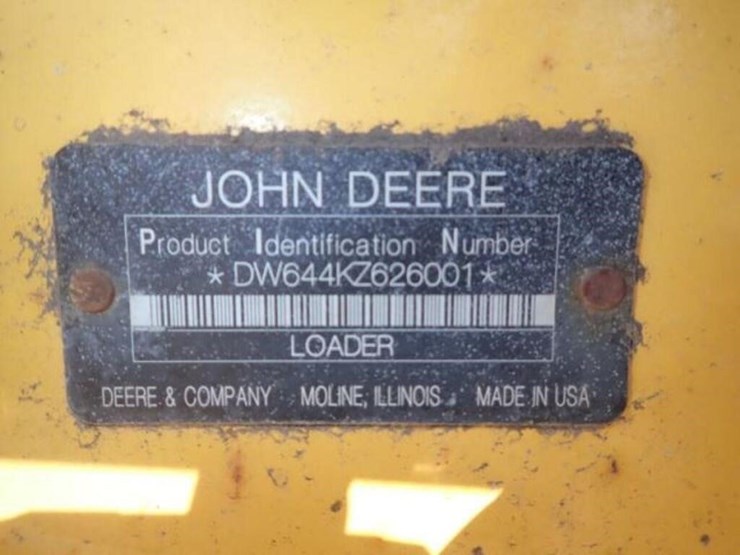 JOHN DEERE
Product Identification Number
*DW644KZ626001*
LOADER
DEERE & COMPANY MOLINE, ILLINOIS MADE IN USA